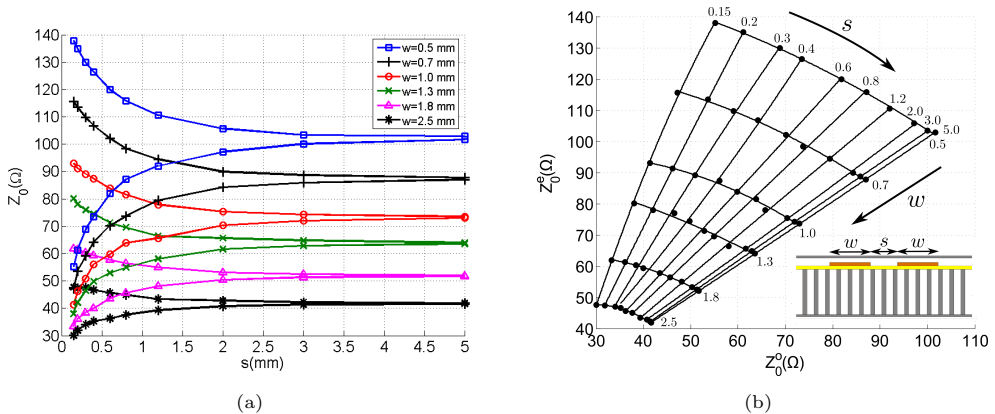 140
130
120
110
100
90
80
70
60
50
40
30
Z₀(Ω)
0 0.5 1 1.5 2 2.5 3 3.5 4 4.5 5
s(mm)
w=0.5 mm
w=0.7 mm
w=1.0 mm
w=1.3 mm
w=1.8 mm
w=2.5 mm
(a)
140
130
120
110
100
90
80
70
60
50
40
Z₀ᵉ(Ω)
30 40 50 60 70 80 90 100 110
Z₀ᵒ(Ω)
0.15
0.2
0.3
0.4
0.6
0.8
1.2
2.0
3.0
5.0
s
0.5
0.7
1.0
1.3
1.8
2.5
w
w s w
(b)